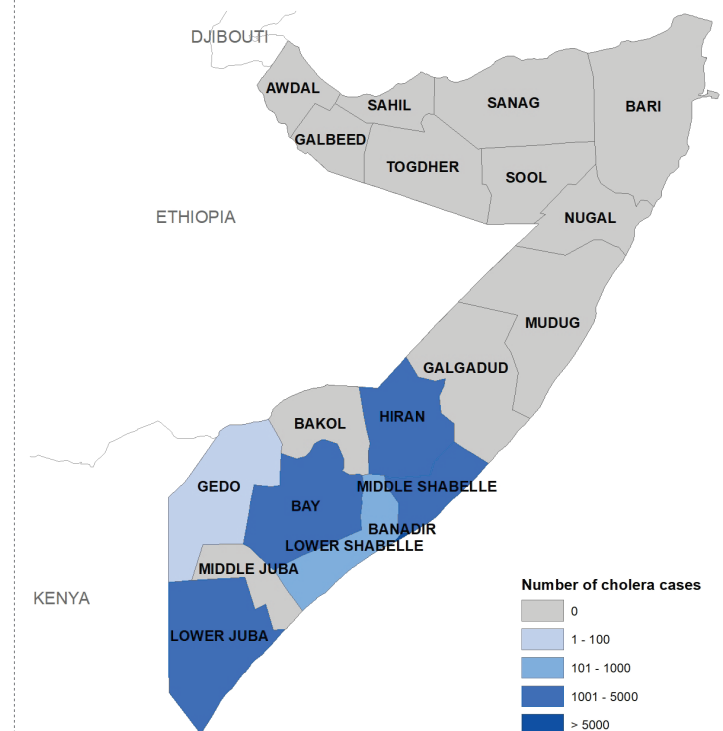 DJIBOUTI
AWDAL
SAHIL
SANAG
BARI
GALBEED
TOGDHER
SOOL
ETHIOPIA
NUGAL
MUDUG
GALGADUD
HIRAN
BAKOL
GEDO
MIDDLE SHABELLE
BAY
BANADIR
LOWER SHABELLE
MIDDLE JUBA
KENYA
LOWER JUBA
Number of cholera cases
0
1 - 100
101 - 1000
1001 - 5000
> 5000